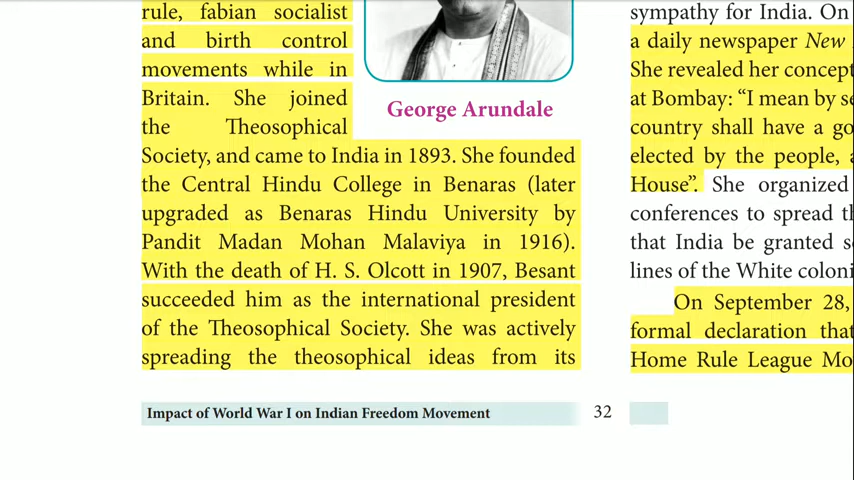 rule, fabian socialist
and birth control
movements while in
Britain. She joined
the Theosophical
George Arundale
Society, and came to India in 1893. She founded
the Central Hindu College in Benaras (later
upgraded as Benaras Hindu University by
Pandit Madan Mohan Malaviya in 1916).
With the death of H. S. Olcott in 1907, Besant
succeeded him as the international president
of the Theosophical Society. She was actively
spreading the theosophical ideas from its
sympathy for India. On
a daily newspaper New
She revealed her concept
at Bombay: “I mean by se
country shall have a go
elected by the people, a
House”. She organized
conferences to spread th
that India be granted se
lines of the White coloni
On September 28,
formal declaration that
Home Rule League Mo
Impact of World War I on Indian Freedom Movement
32